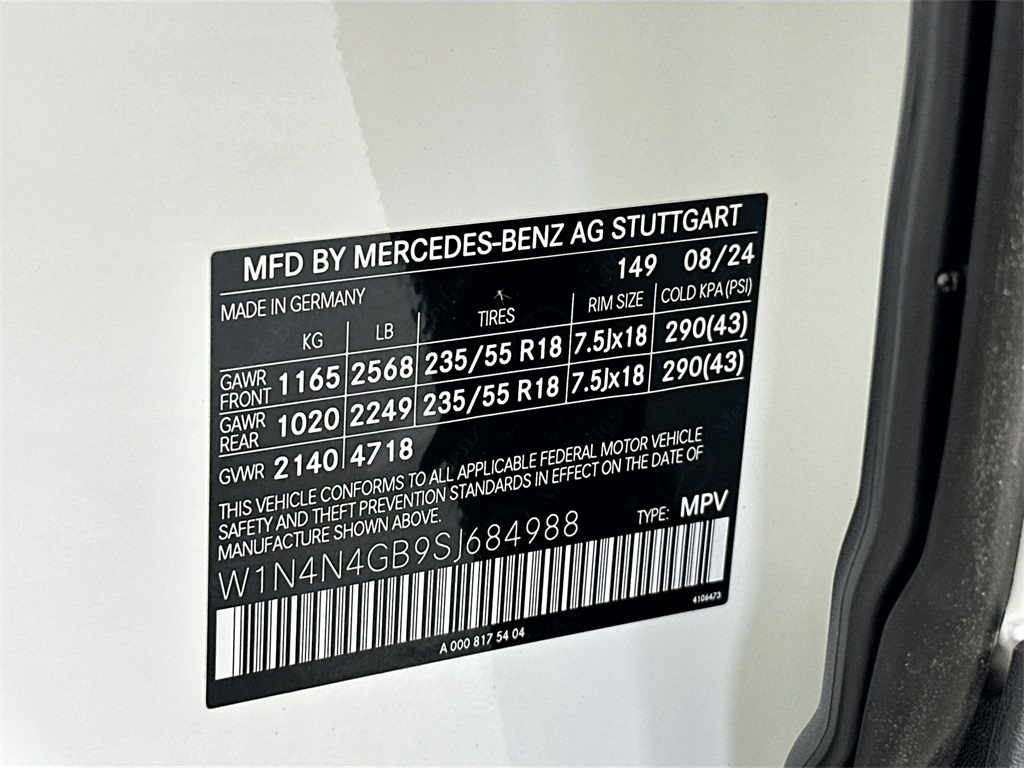 MFD BY MERCEDES-BENZ AG STUTTGART
MADE IN GERMANY 149 08/24
KG LB TIRES RIM SIZE COLD KPA (PSI)
GAWR FRONT 1165 2568 235/55 R18 7.5Jx18 290(43)
GAWR REAR 1020 2249 235/55 R18 7.5Jx18 290(43)
GVWR 2140 4718
THIS VEHICLE CONFORMS TO ALL APPLICABLE FEDERAL MOTOR VEHICLE
SAFETY AND THEFT PREVENTION STANDARDS IN EFFECT ON THE DATE OF
MANUFACTURE SHOWN ABOVE.
TYPE: MPV
W1N4N4GB9SJ684988
4106473
A 000 817 54 04